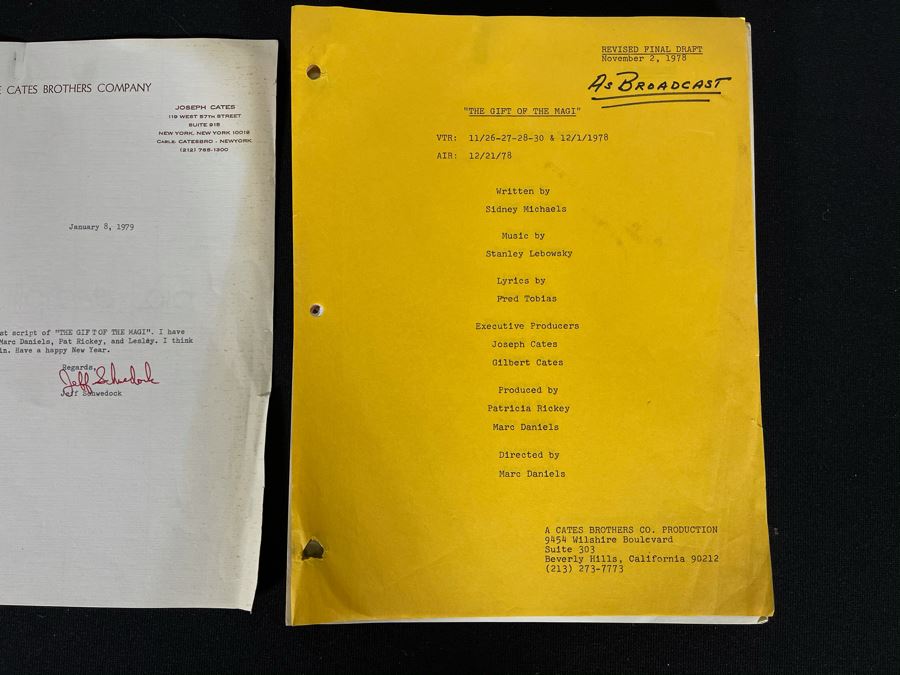 CATES BROTHERS COMPANY
JOSEPH CATES
119 WEST 57TH STREET
SUITE 915
NEW YORK, NEW YORK 10019
CABLE: CATESBRO - NEWYORK
(212) 765-1300
January 8, 1979
st script of "THE GIFT OF THE MAGI". I have
Marc Daniels, Pat Rickey, and Lesley. I think
in. Have a happy New Year.
Regards,
Jeff Schwedock
Jeff Schwedock
REVISED FINAL DRAFT
November 2, 1978
AS BROADCAST
"THE GIFT OF THE MAGI"
VTR: 11/26-27-28-30 & 12/1/1978
AIR: 12/21/78
Written by
Sidney Michaels
Music by
Stanley Lebowsky
Lyrics by
Fred Tobias
Executive Producers
Joseph Cates
Gilbert Cates
Produced by
Patricia Rickey
Marc Daniels
Directed by
Marc Daniels
A CATES BROTHERS CO. PRODUCTION
9454 Wilshire Boulevard
Suite 303
Beverly Hills, California 90212
(213) 273-7773